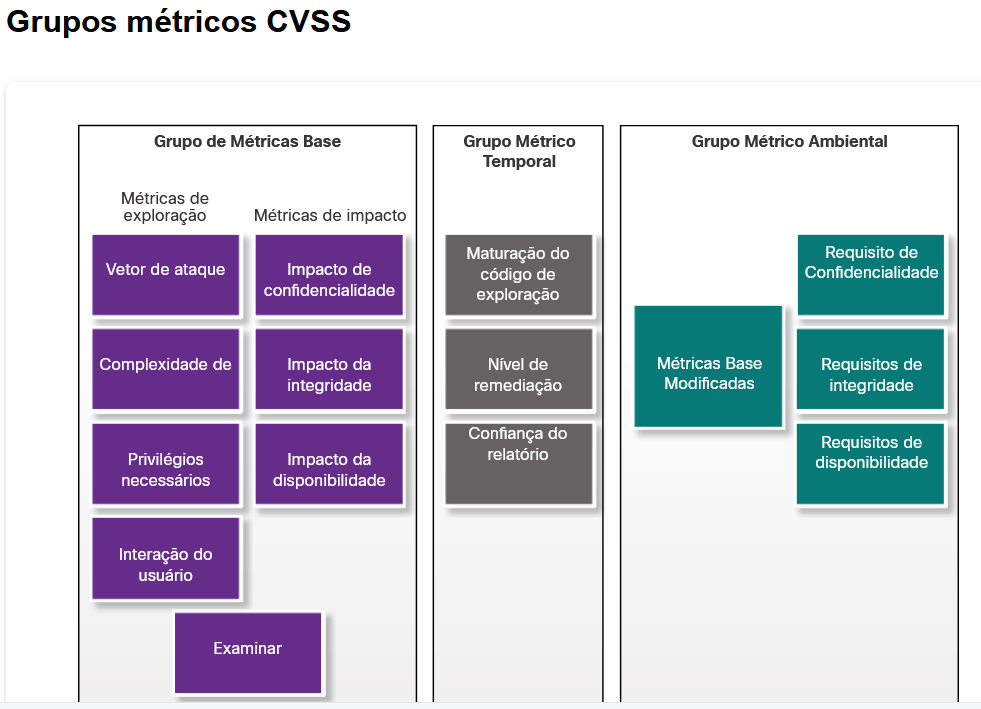 Grupos métricos CVSS
Grupo de Métricas Base
Métricas de
exploração
Métricas de impacto
Vetor de ataque
Impacto de
confidencialidade
Complexidade de
Impacto da
integridade
Privilégios
necessários
Impacto da
disponibilidade
Interação do
usuário
Examinar
Grupo Métrico
Temporal
Maturação do
código de
exploração
Nível de
remediação
Confiança do
relatório
Grupo Métrico Ambiental
Métricas Base
Modificadas
Requisito de
Confidencialidade
Requisitos de
integridade
Requisitos de
disponibilidade